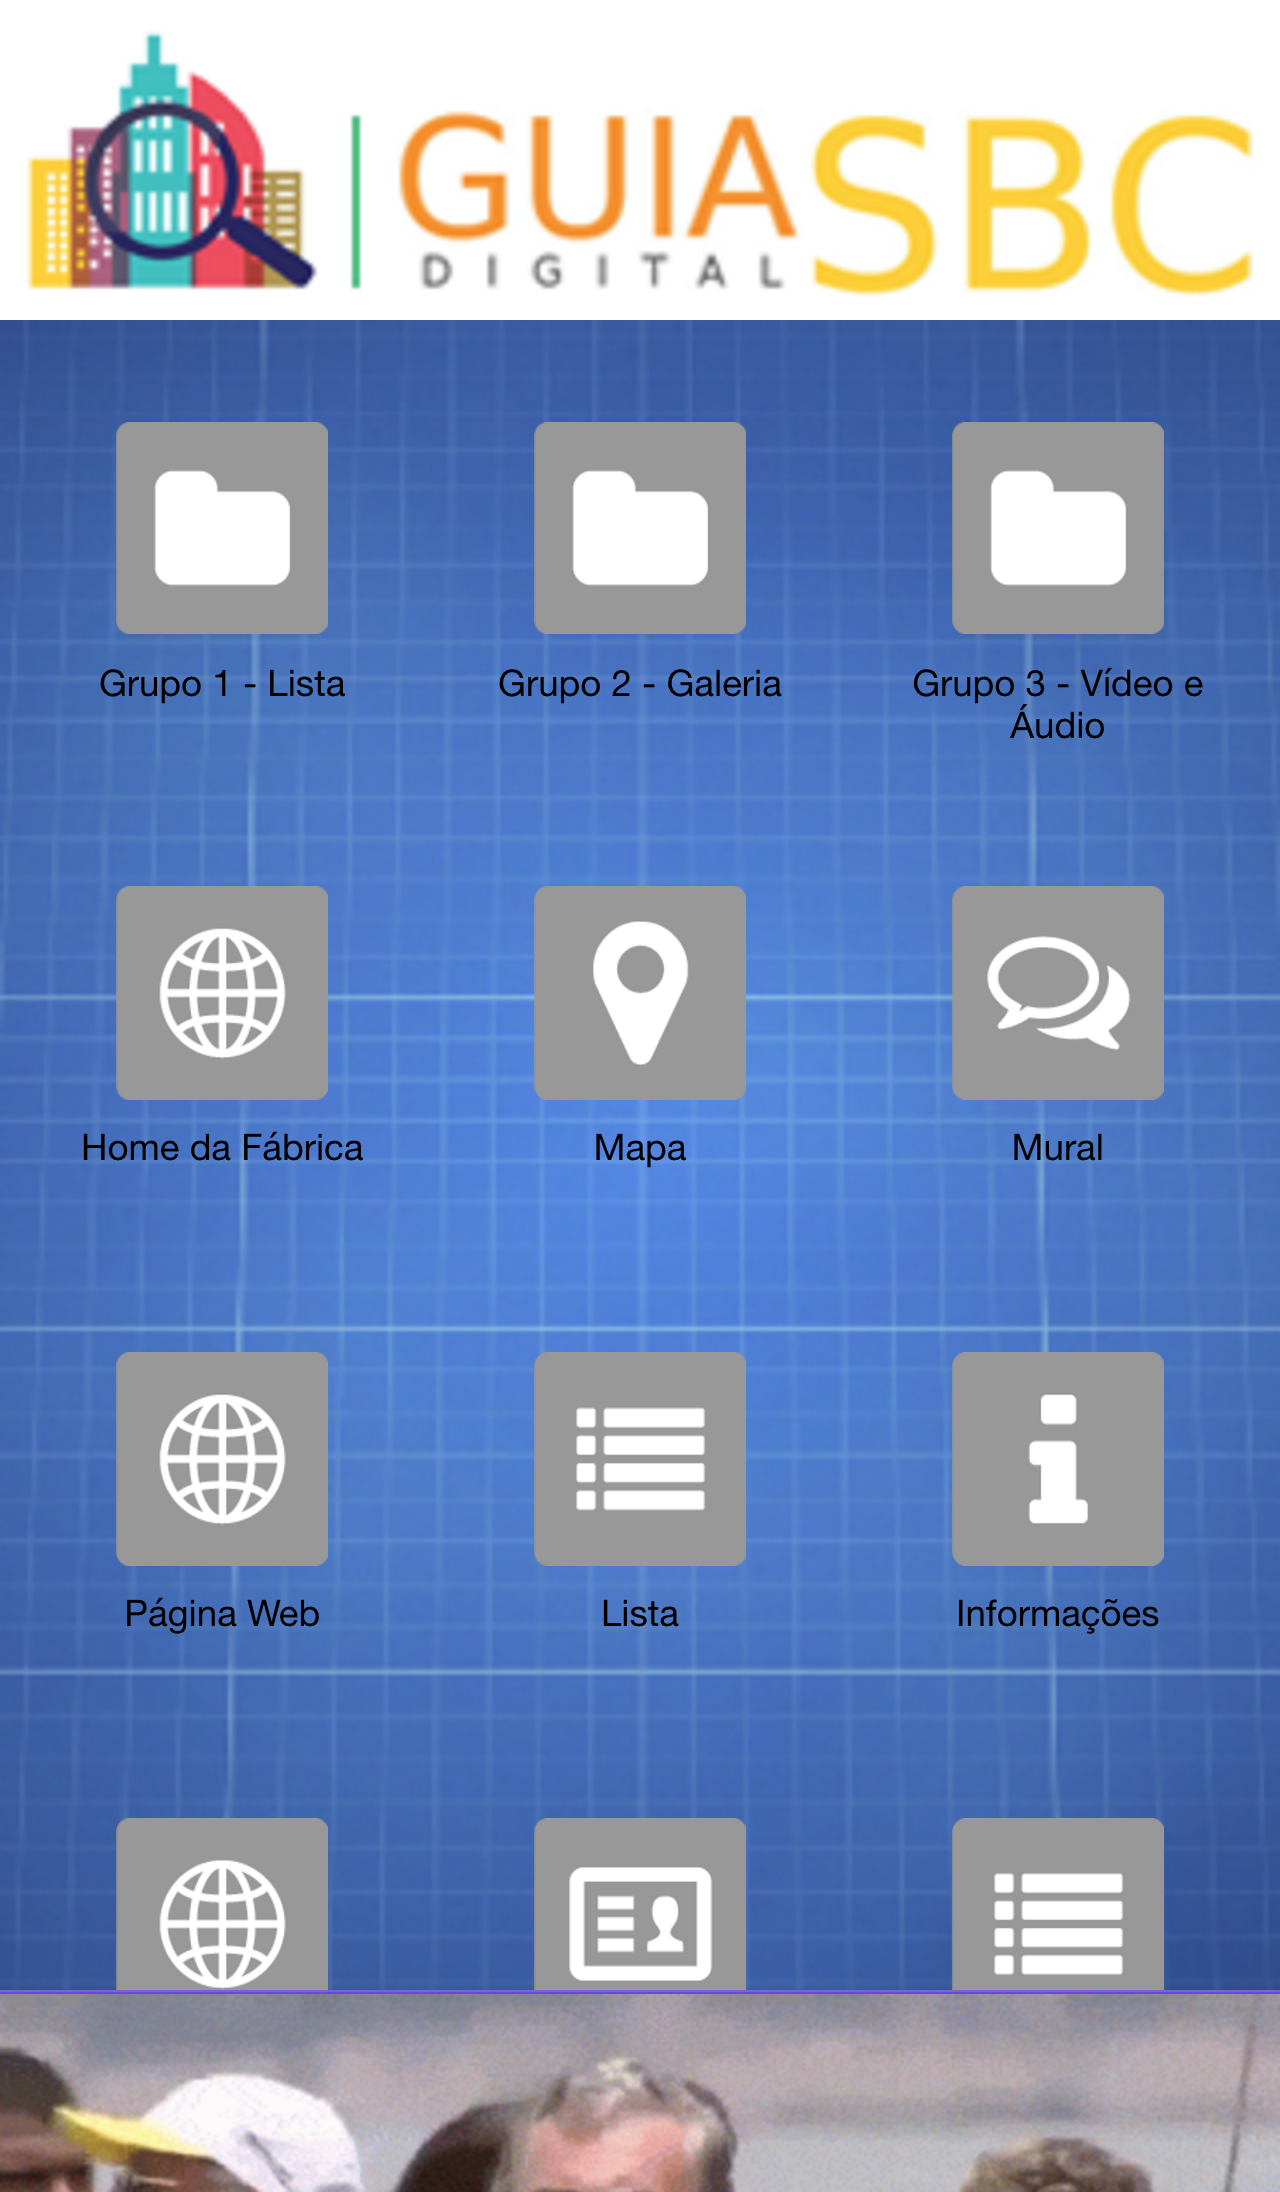 GUIA SBC
DIGITAL
Grupo 1 - Lista
Grupo 2 - Galeria
Grupo 3 - Vídeo e
Áudio
Home da Fábrica
Mapa
Mural
Página Web
Lista
Informações